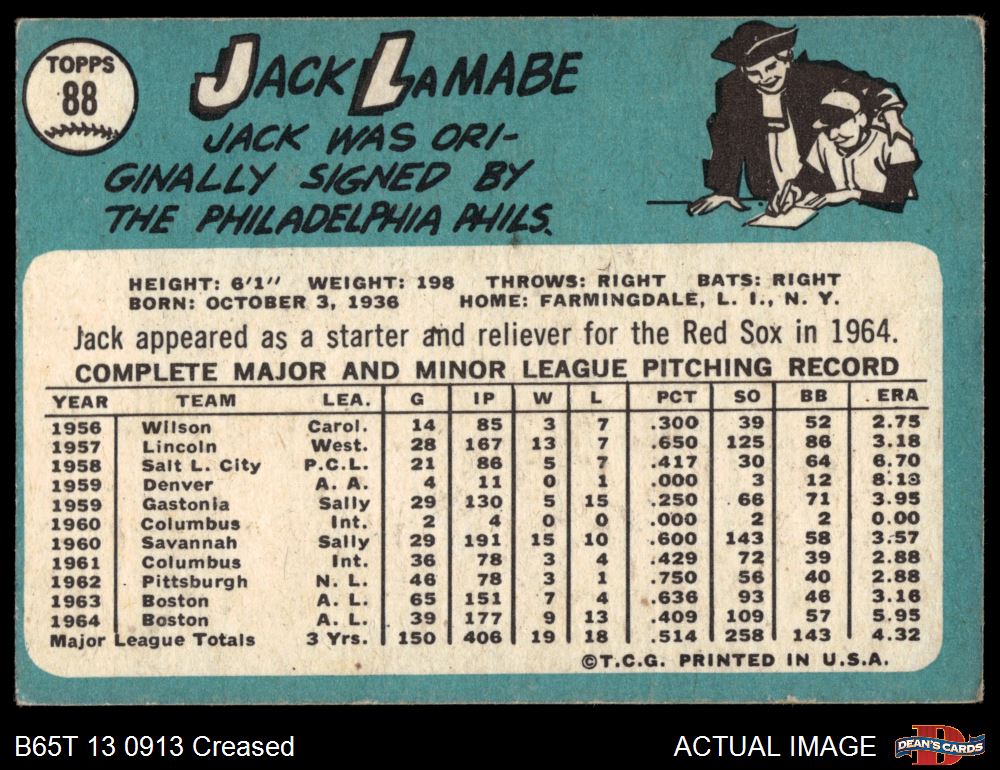 TOPPS
88
JACK LAMABE
JACK WAS ORI-
GINALLY SIGNED BY
THE PHILADELPHIA PHILS.
HEIGHT: 6'1" WEIGHT: 198 THROWS: RIGHT BATS: RIGHT
BORN: OCTOBER 3, 1936 HOME: FARMINGDALE, L. I., N. Y.
Jack appeared as a starter and reliever for the Red Sox in 1964.
COMPLETE MAJOR AND MINOR LEAGUE PITCHING RECORD
YEAR TEAM LEA. G IP W L PCT SO BB ERA
1956 Wilson Carol. 14 85 3 7 .300 39 52 2.75
1957 Lincoln West. 28 167 13 7 .650 125 86 3.18
1958 Salt L. City P.C.L. 21 86 5 7 .417 30 64 6.70
1959 Denver A. A. 4 11 0 1 .000 3 12 8.18
1959 Gastonia Sally 29 130 5 15 .250 66 71 3.95
1960 Columbus Int. 2 4 0 0 .000 2 2 0.00
1960 Savannah Sally 29 191 15 10 .600 143 58 3.57
1961 Columbus Int. 36 78 3 4 .429 72 39 2.88
1962 Pittsburgh N. L. 46 78 3 1 .750 56 40 2.88
1963 Boston A. L. 65 151 7 4 .636 93 46 3.16
1964 Boston A. L. 39 177 9 13 .409 109 57 5.95
Major League Totals 3 Yrs. 150 406 19 18 .514 258 143 4.32
©T.C.G. PRINTED IN U.S.A.
B65T 13 0913 Creased
ACTUAL IMAGE
DEAN'S CARDS